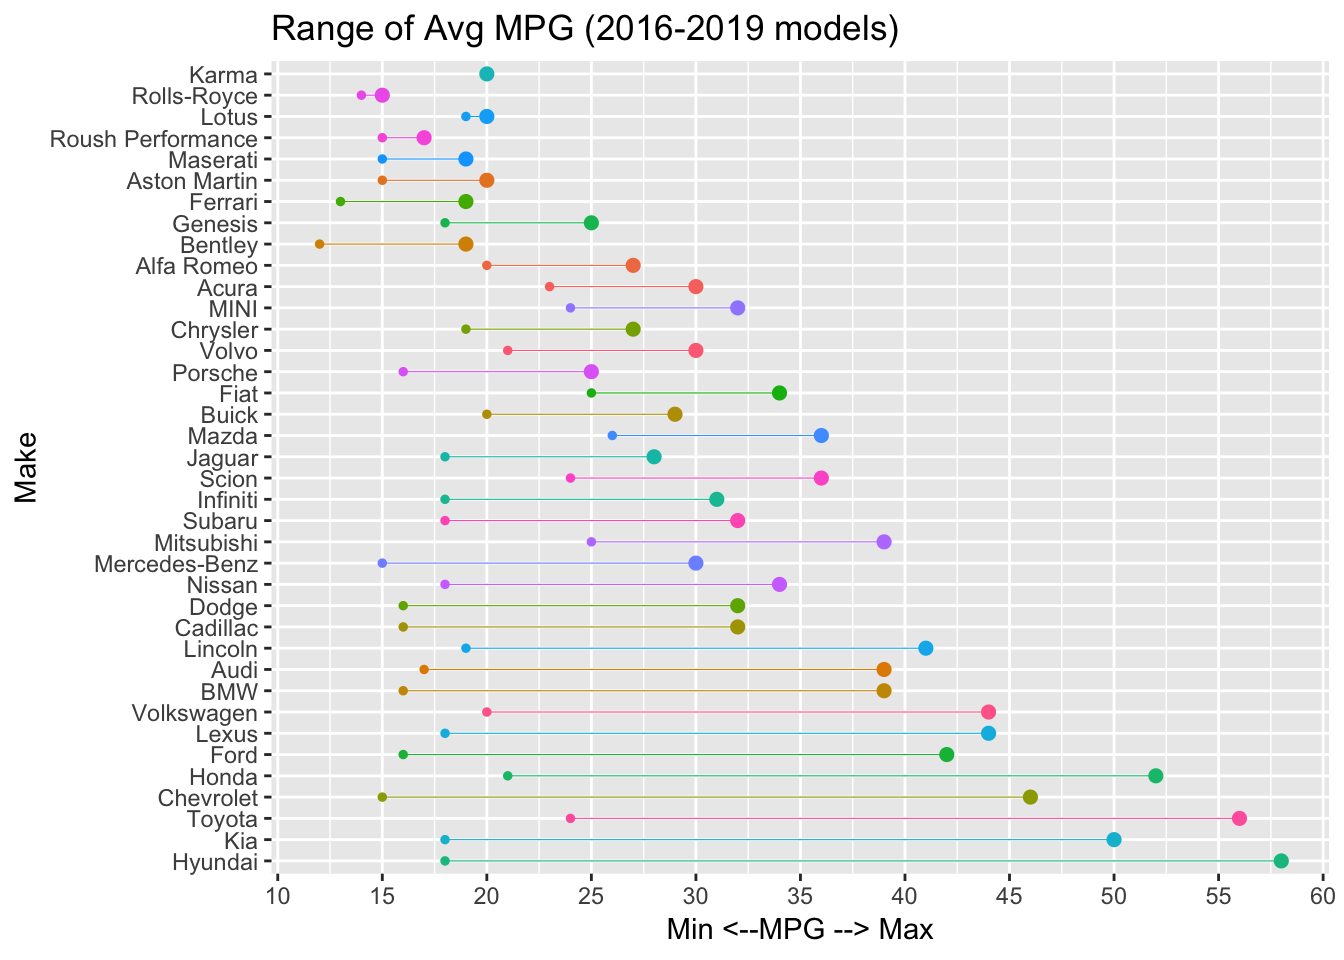 Range of Avg MPG (2016-2019 models)
Make
Karma
Rolls-Royce
Lotus
Roush Performance
Maserati
Aston Martin
Ferrari
Genesis
Bentley
Alfa Romeo
Acura
MINI
Chrysler
Volvo
Porsche
Fiat
Buick
Mazda
Jaguar
Scion
Infiniti
Subaru
Mitsubishi
Mercedes-Benz
Nissan
Dodge
Cadillac
Lincoln
Audi
BMW
Volkswagen
Lexus
Ford
Honda
Chevrolet
Toyota
Kia
Hyundai
10 15 20 25 30 35 40 45 50 55 60
Min <--MPG --> Max